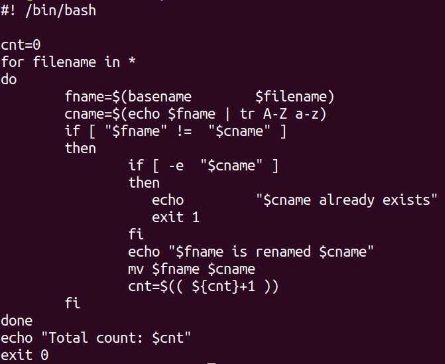 #! /bin/bash

cnt=0
for filename in *
do
        fname=$(basename        $filename)
        cname=$(echo $fname | tr A-Z a-z)
        if [ "$fname" !=  "$cname" ]
        then
                if [ -e  "$cname" ]
                then
                   echo         "$cname already exists"
                   exit 1
                fi
                echo "$fname is renamed $cname"
                mv $fname $cname
                cnt=$(( ${cnt}+1 ))
        fi
done
echo "Total count: $cnt"
exit 0